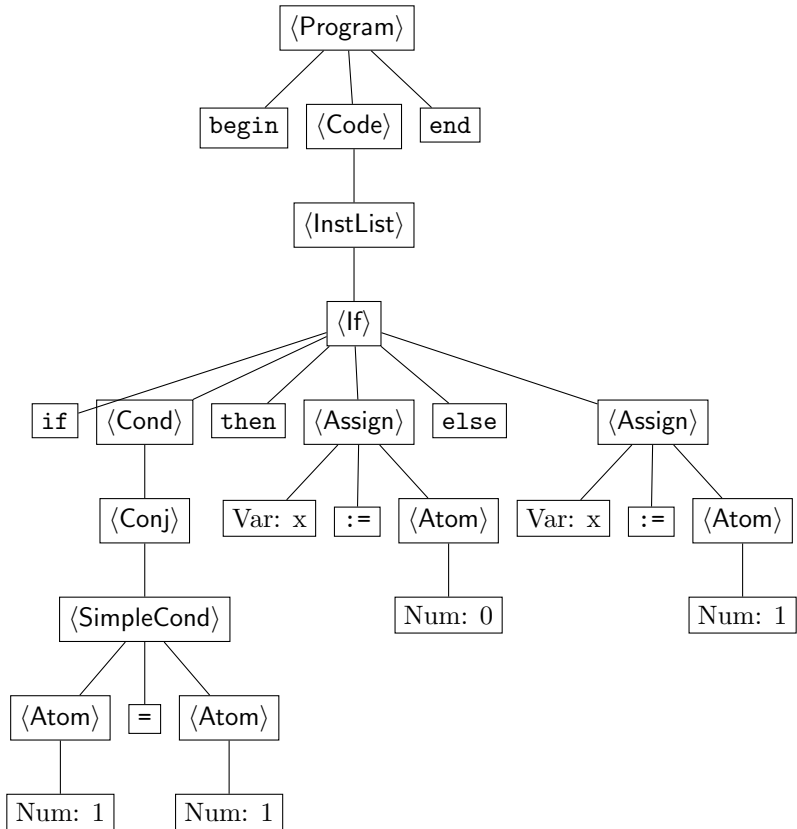 ⟨Program⟩
begin ⟨Code⟩ end
⟨InstList⟩
⟨If⟩
if ⟨Cond⟩ then ⟨Assign⟩ else ⟨Assign⟩
⟨Conj⟩ Var: x := ⟨Atom⟩ Var: x := ⟨Atom⟩
⟨SimpleCond⟩ Num: 0 Num: 1
⟨Atom⟩ = ⟨Atom⟩
Num: 1 Num: 1